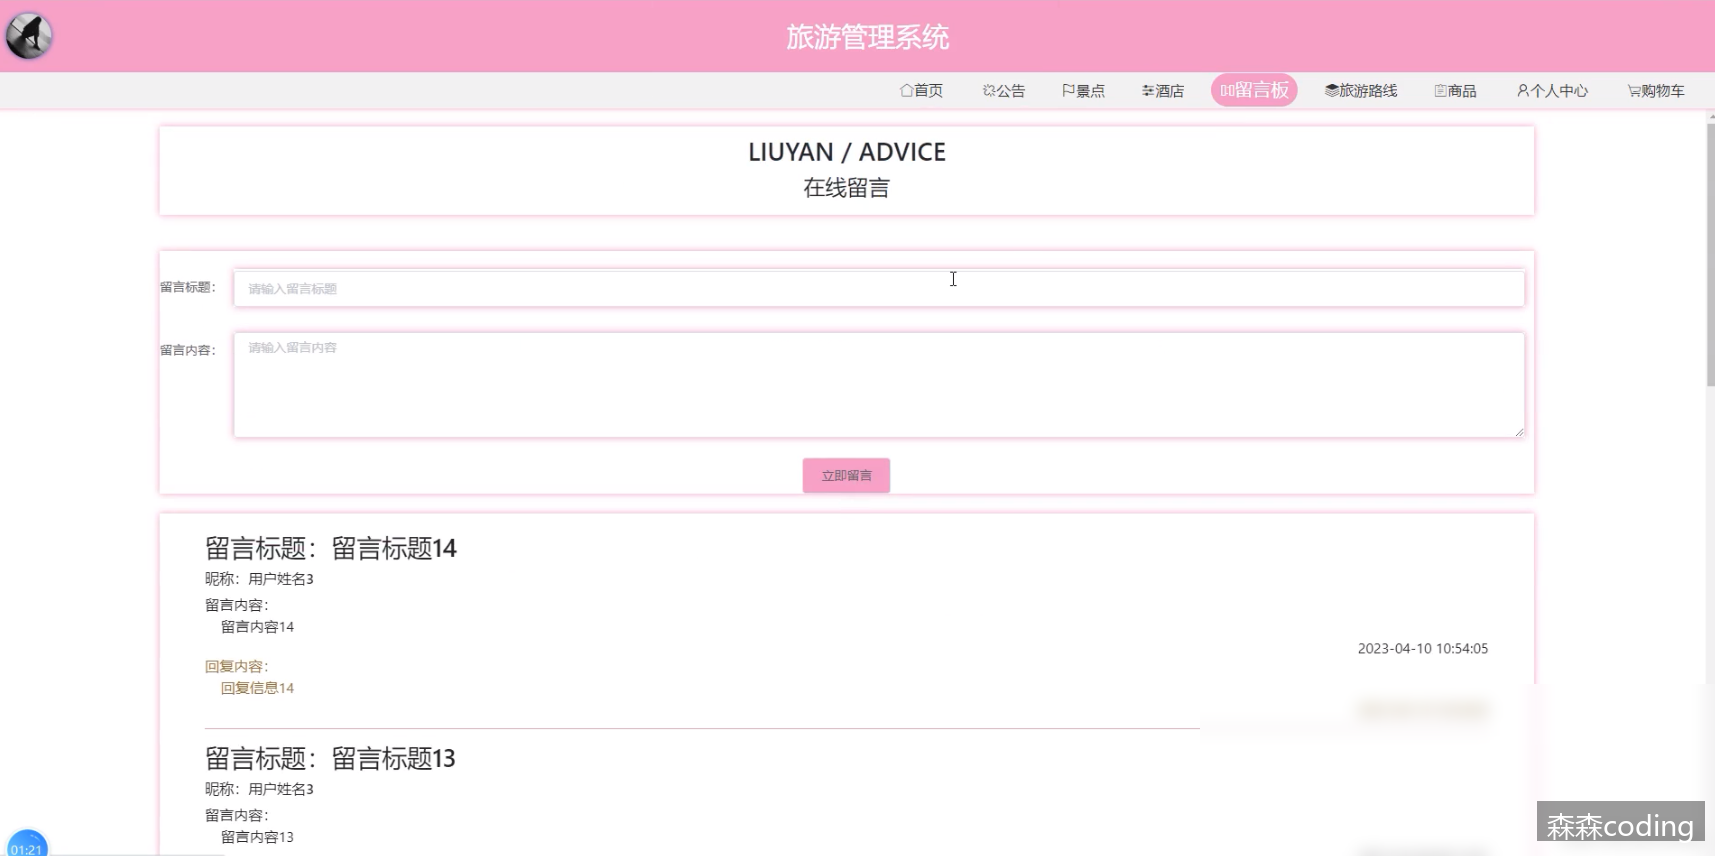 旅游管理系统
首页 公告 景点 酒店 留言板 旅游路线 商品 个人中心 购物车
LIUYAN / ADVICE
在线留言
留言标题： 请输入留言标题
留言内容： 请输入留言内容
立即留言
留言标题：留言标题14
昵称：用户姓名3
留言内容：
留言内容14
2023-04-10 10:54:05
回复内容：
回复信息14
留言标题：留言标题13
昵称：用户姓名3
留言内容：
留言内容13
森森coding
01:21